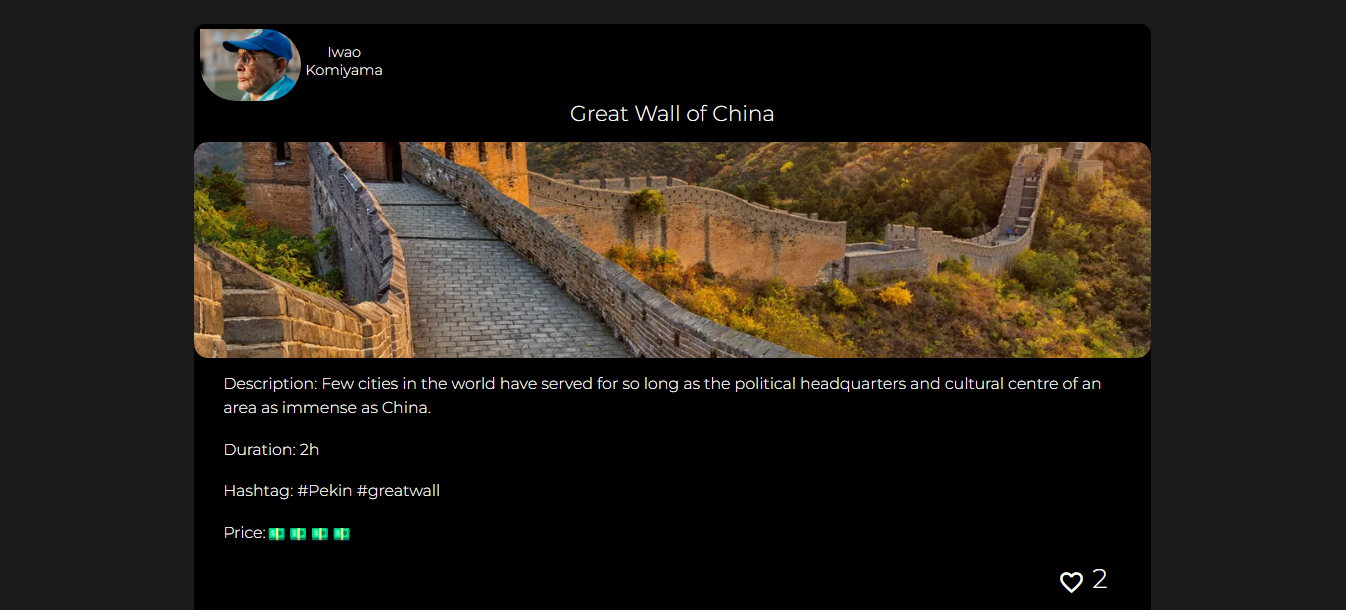 Iwao
Komiyama
Great Wall of China
Description: Few cities in the world have served for so long as the political headquarters and cultural centre of an
area as immense as China.
Duration: 2h
Hashtag: #Pekin #greatwall
Price: 💵 💵 💵 💵
2